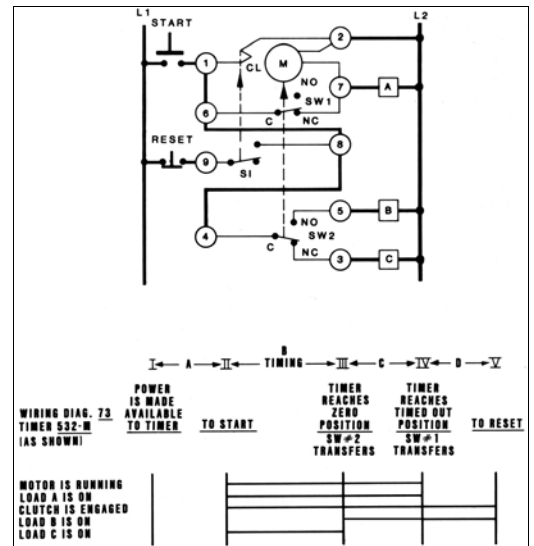 L1
L2
START
2
1
CL
M
NO
7
A
SW1
6
C
NC
RESET
8
9
SI
5
B
NO
4
SW2
C
NC
3
C
B
I A II TIMING III C IV D V
POWER IS MADE AVAILABLE TO TIMER
TO START
TIMER REACHES ZERO POSITION SW#2 TRANSFERS
TIMER REACHES TIMED OUT POSITION SW#1 TRANSFERS
TO RESET
WIRING DIAG. 73
TIMER 532-M
(AS SHOWN)
MOTOR IS RUNNING
LOAD A IS ON
CLUTCH IS ENGAGED
LOAD B IS ON
LOAD C IS ON